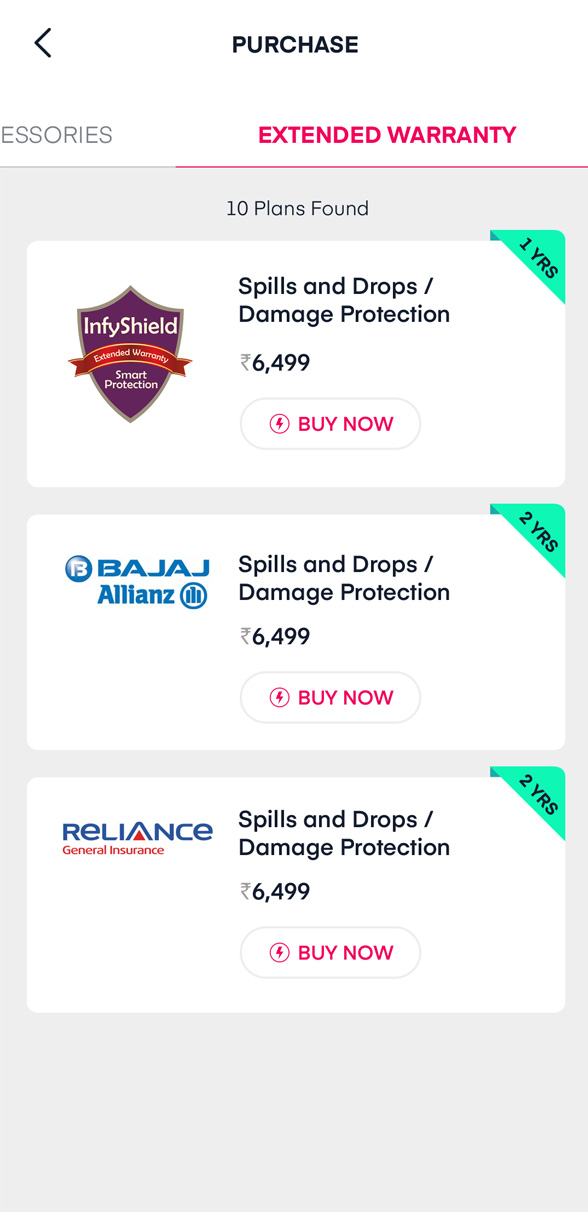 PURCHASE
ESSORIES
EXTENDED WARRANTY
10 Plans Found
1 YRS
InfyShield
Extended Warranty
Smart
Protection
Spills and Drops /
Damage Protection
₹6,499
BUY NOW
2 YRS
B BAJAJ
Allianz
Spills and Drops /
Damage Protection
₹6,499
BUY NOW
2 YRS
RELIANCE
General Insurance
Spills and Drops /
Damage Protection
₹6,499
BUY NOW